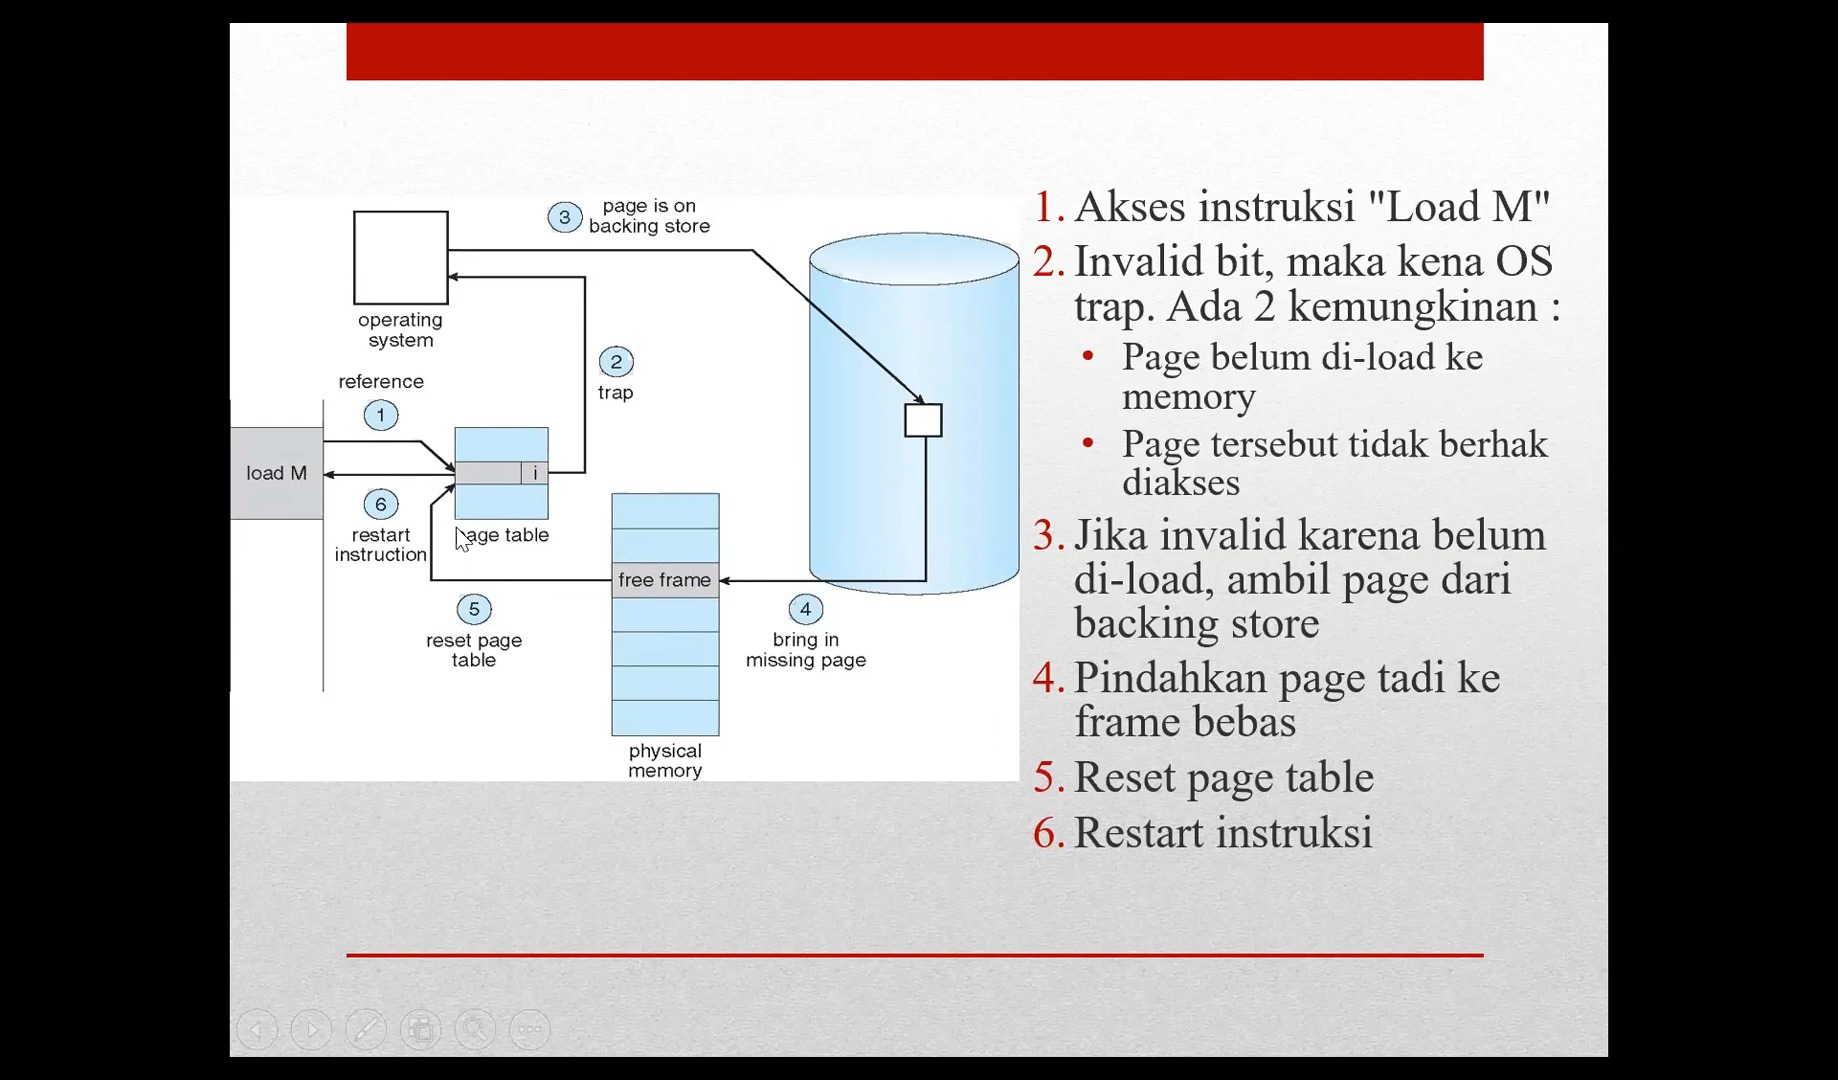 3
page is on
backing store
operating
system
2
trap
reference
1
load M
i
6
restart
instruction
age table
free frame
5
reset page
table
4
bring in
missing page
physical
memory
1. Akses instruksi "Load M"
2. Invalid bit, maka kena OS
trap. Ada 2 kemungkinan :
• Page belum di-load ke
memory
• Page tersebut tidak berhak
diakses
3. Jika invalid karena belum
di-load, ambil page dari
backing store
4. Pindahkan page tadi ke
frame bebas
5. Reset page table
6. Restart instruksi